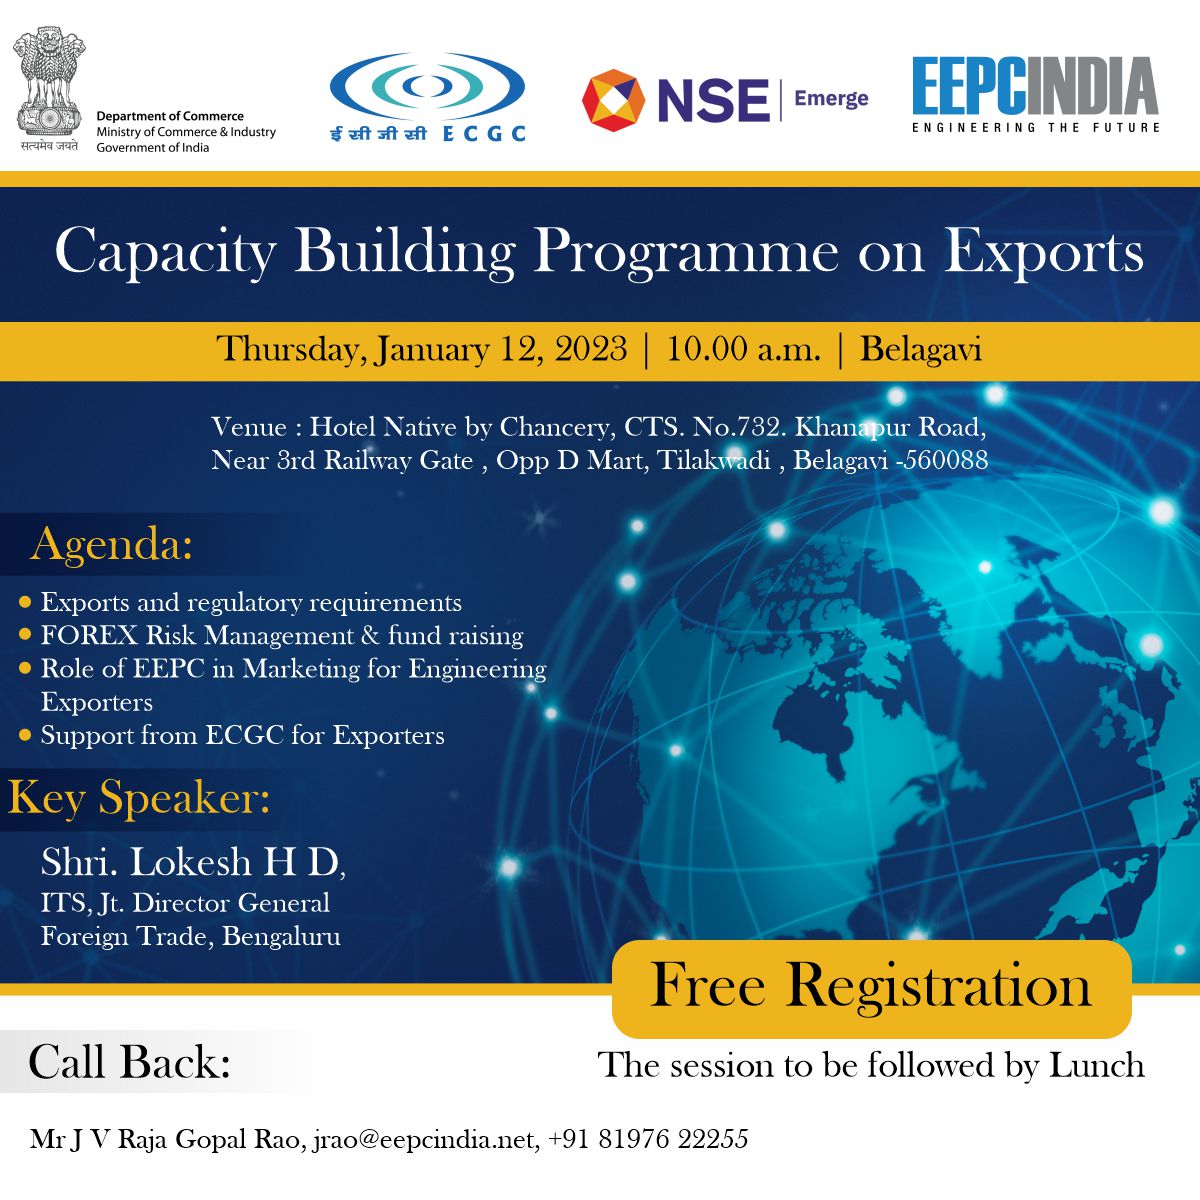 सत्यमेव जयते
Department of Commerce
Ministry of Commerce & Industry
Government of India
ई सी जी सी ECGC
NSE Emerge
EEPCINDIA
ENGINEERING THE FUTURE
Capacity Building Programme on Exports
Thursday, January 12, 2023 | 10.00 a.m. | Belagavi
Venue : Hotel Native by Chancery, CTS. No.732. Khanapur Road,
Near 3rd Railway Gate , Opp D Mart, Tilakwadi , Belagavi -560088
Agenda:
• Exports and regulatory requirements
• FOREX Risk Management & fund raising
• Role of EEPC in Marketing for Engineering
Exporters
• Support from ECGC for Exporters
Key Speaker:
Shri. Lokesh H D,
ITS, Jt. Director General
Foreign Trade, Bengaluru
Free Registration
The session to be followed by Lunch
Call Back:
Mr J V Raja Gopal Rao, jrao@eepcindia.net, +91 81976 22255